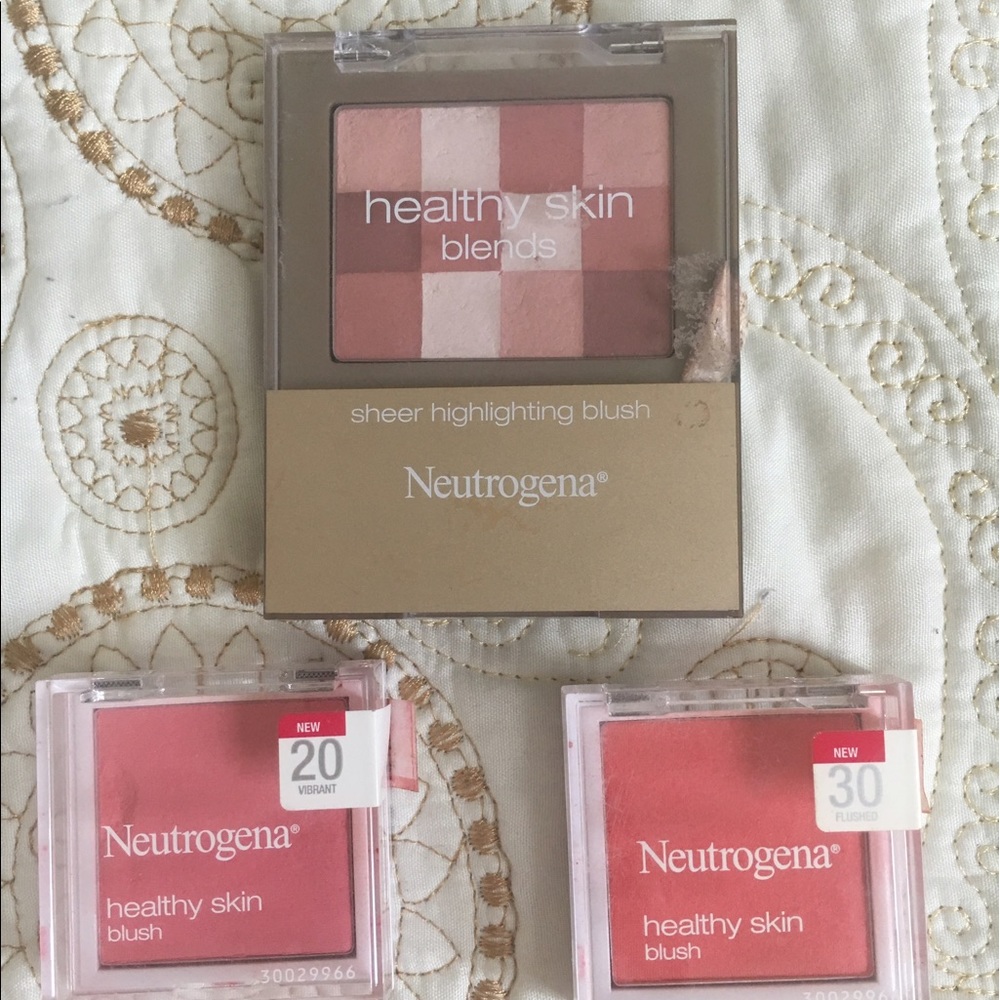 healthy skin
blends
sheer highlighting blush
Neutrogena®
NEW
20
VIBRANT
Neutrogena®
healthy skin
blush
30029966
NEW
30
FLUSHED
Neutrogena®
healthy skin
blush